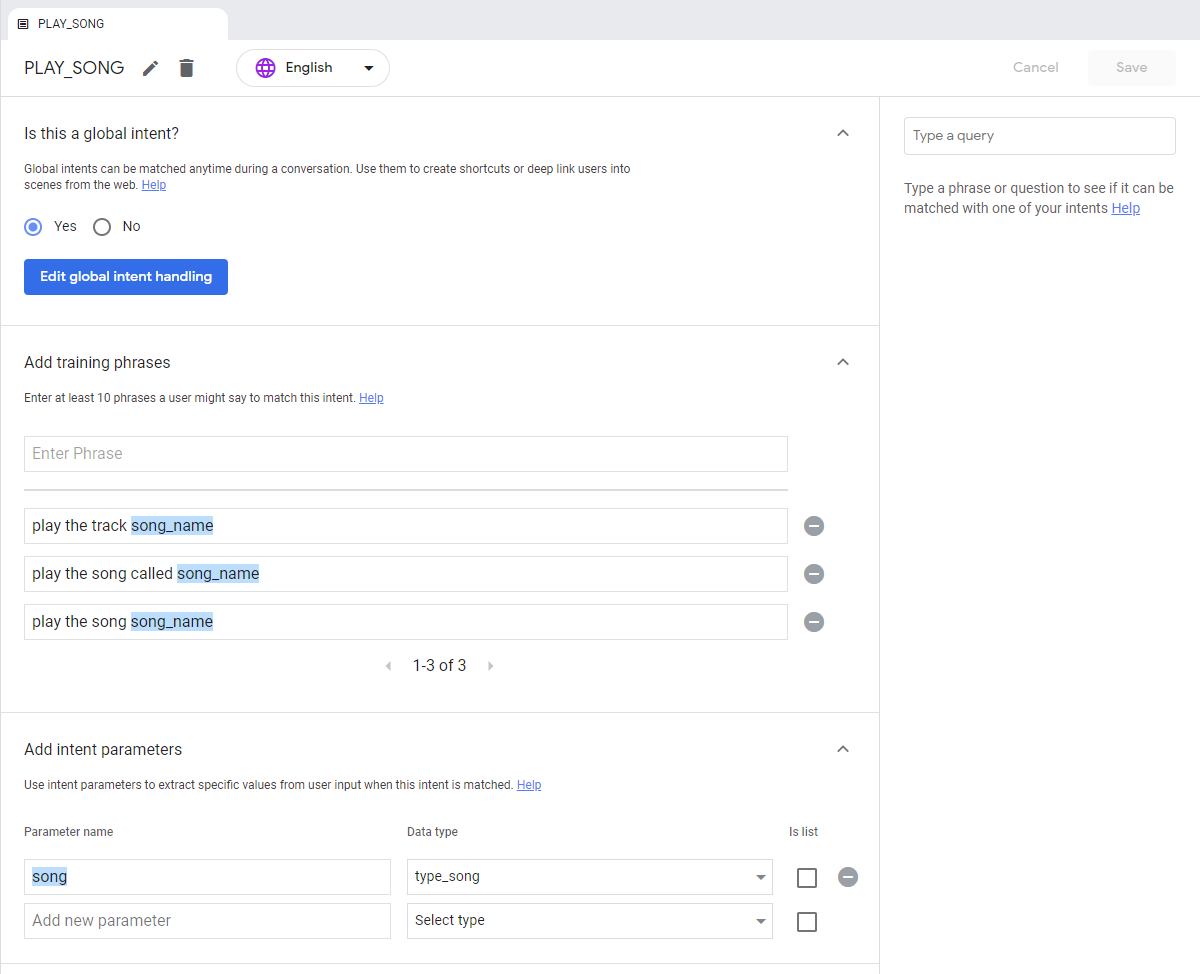 PLAY_SONG
PLAY_SONG English Cancel Save
Is this a global intent?
Global intents can be matched anytime during a conversation. Use them to create shortcuts or deep link users into
scenes from the web. Help
Yes No
Edit global intent handling
Add training phrases
Enter at least 10 phrases a user might say to match this intent. Help
Enter Phrase
play the track song_name
play the song called song_name
play the song song_name
1-3 of 3
Add intent parameters
Use intent parameters to extract specific values from user input when this intent is matched. Help
Parameter name Data type Is list
song type_song
Add new parameter Select type
Type a query
Type a phrase or question to see if it can be
matched with one of your intents Help